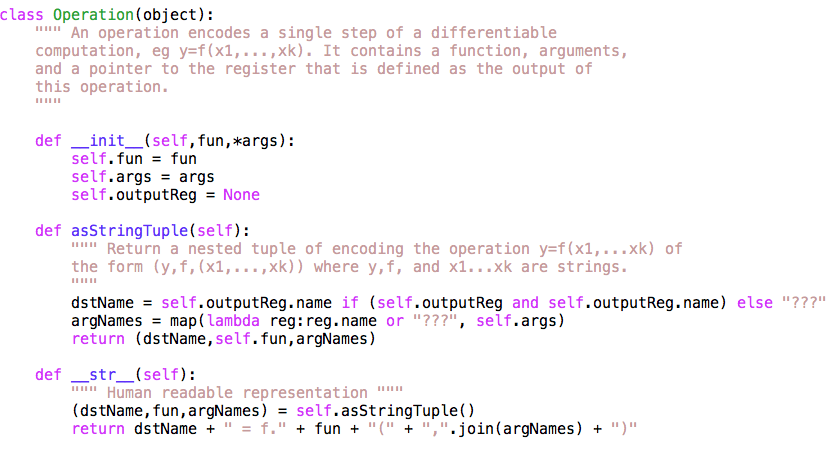 class Operation(object):
    """ An operation encodes a single step of a differentiable
    computation, eg y=f(x1,...,xk). It contains a function, arguments,
    and a pointer to the register that is defined as the output of
    this operation.
    """

    def __init__(self,fun,*args):
        self.fun = fun
        self.args = args
        self.outputReg = None

    def asStringTuple(self):
        """ Return a nested tuple of encoding the operation y=f(x1,...xk) of
        the form (y,f,(x1,...,xk)) where y,f, and x1...xk are strings.
        """
        dstName = self.outputReg.name if (self.outputReg and self.outputReg.name) else "???"
        argNames = map(lambda reg:reg.name or "???", self.args)
        return (dstName,self.fun,argNames)

    def __str__(self):
        """ Human readable representation """
        (dstName,fun,argNames) = self.asStringTuple()
        return dstName + " = f." + fun + "(" + ",".join(argNames) + ")"